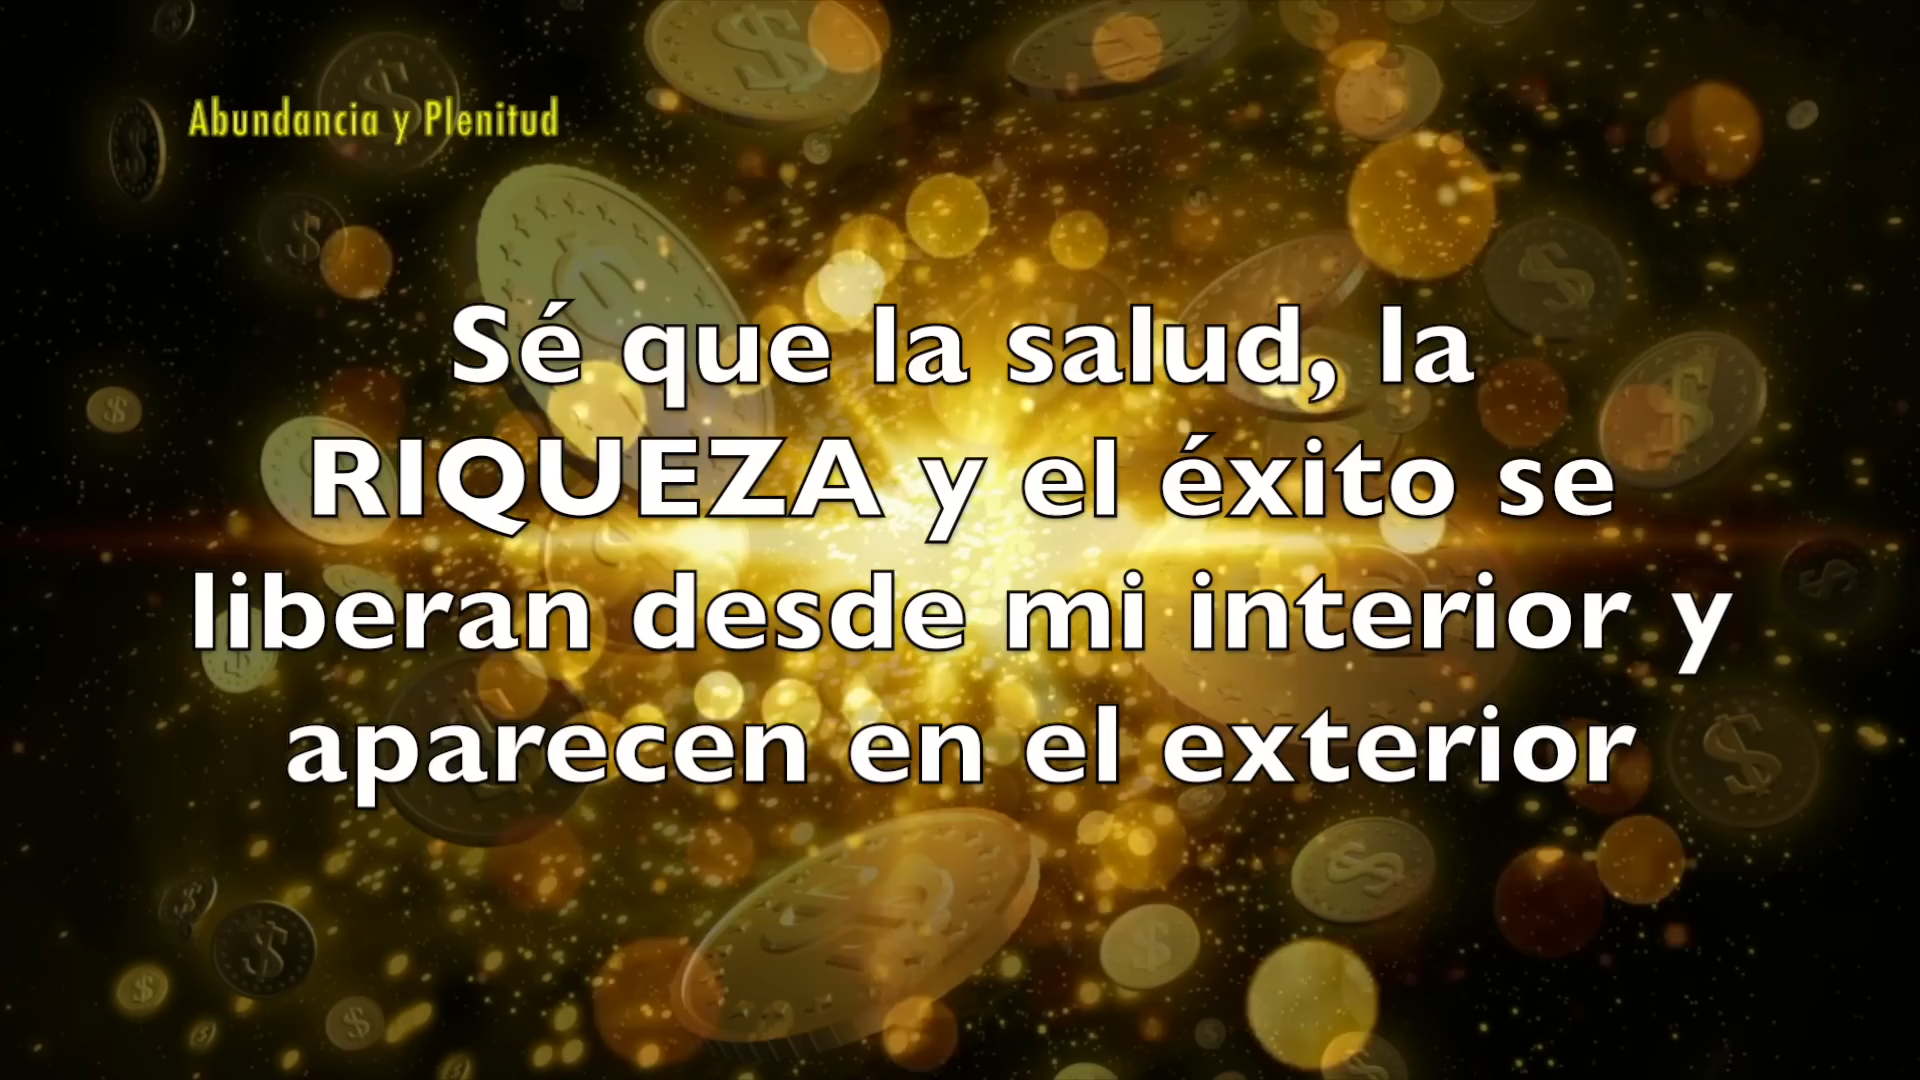 Abundancia y Plenitud
Sé que la salud, la
RIQUEZA y el éxito se
liberan desde mi interior y
aparecen en el exterior